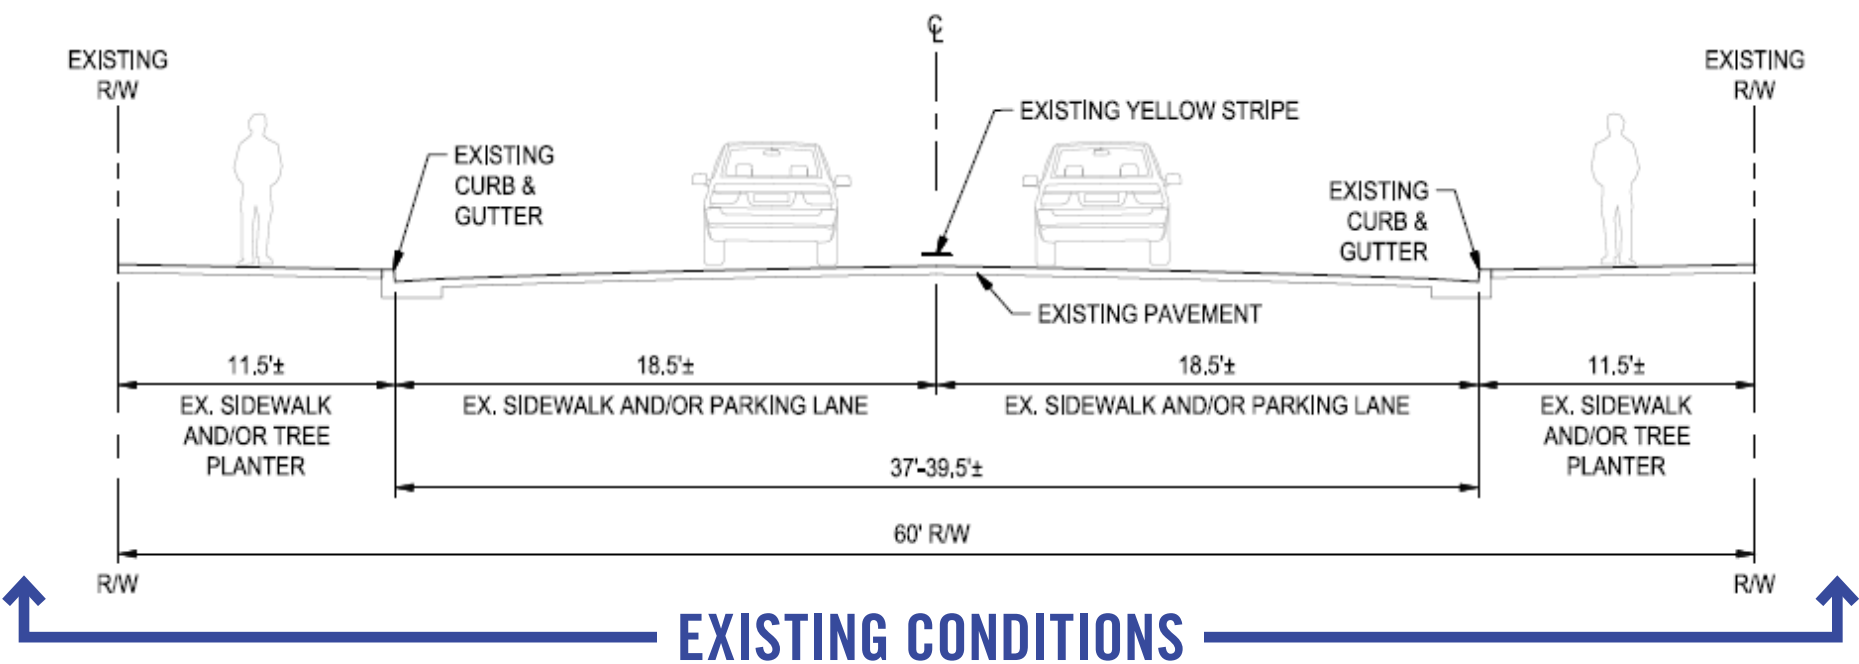 ℄
EXISTING
R/W
EXISTING
R/W
EXISTING YELLOW STRIPE
EXISTING
CURB &
GUTTER
EXISTING
CURB &
GUTTER
EXISTING PAVEMENT
11.5'±
18.5'±
18.5'±
11.5'±
EX. SIDEWALK
AND/OR TREE
PLANTER
EX. SIDEWALK AND/OR PARKING LANE
EX. SIDEWALK AND/OR PARKING LANE
EX. SIDEWALK
AND/OR TREE
PLANTER
37'-39.5'±
60' R/W
R/W
R/W
EXISTING CONDITIONS